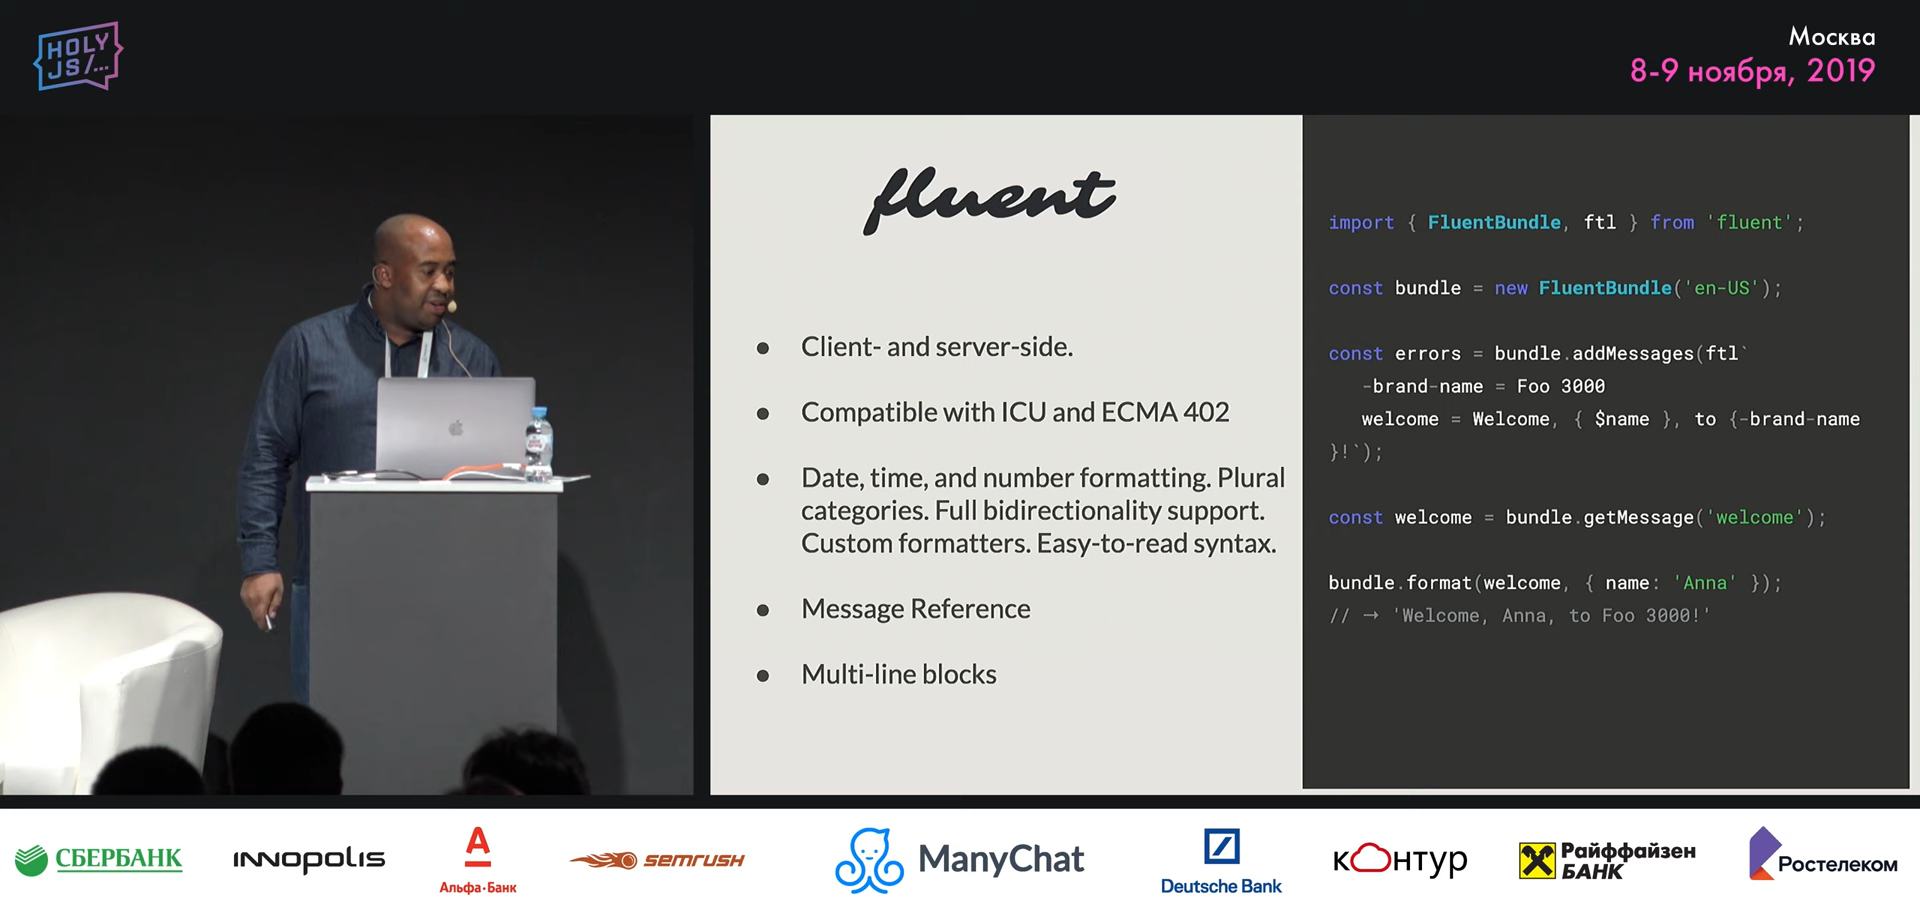 HOLY
JS/...
Москва
8-9 ноября, 2019
fluent
● Client- and server-side.
● Compatible with ICU and ECMA 402
● Date, time, and number formatting. Plural
categories. Full bidirectionality support.
Custom formatters. Easy-to-read syntax.
● Message Reference
● Multi-line blocks
import { FluentBundle, ftl } from 'fluent';
const bundle = new FluentBundle('en-US');
const errors = bundle.addMessages(ftl`
-brand-name = Foo 3000
welcome = Welcome, { $name }, to {-brand-name
}!`);
const welcome = bundle.getMessage('welcome');
bundle.format(welcome, { name: 'Anna' });
// → 'Welcome, Anna, to Foo 3000!'
СБЕРБАНК
INNOPOLIS
А
Альфа·Банк
SEMRUSH
ManyChat
Deutsche Bank
контур
Райффайзен
БАНК
Ростелеком